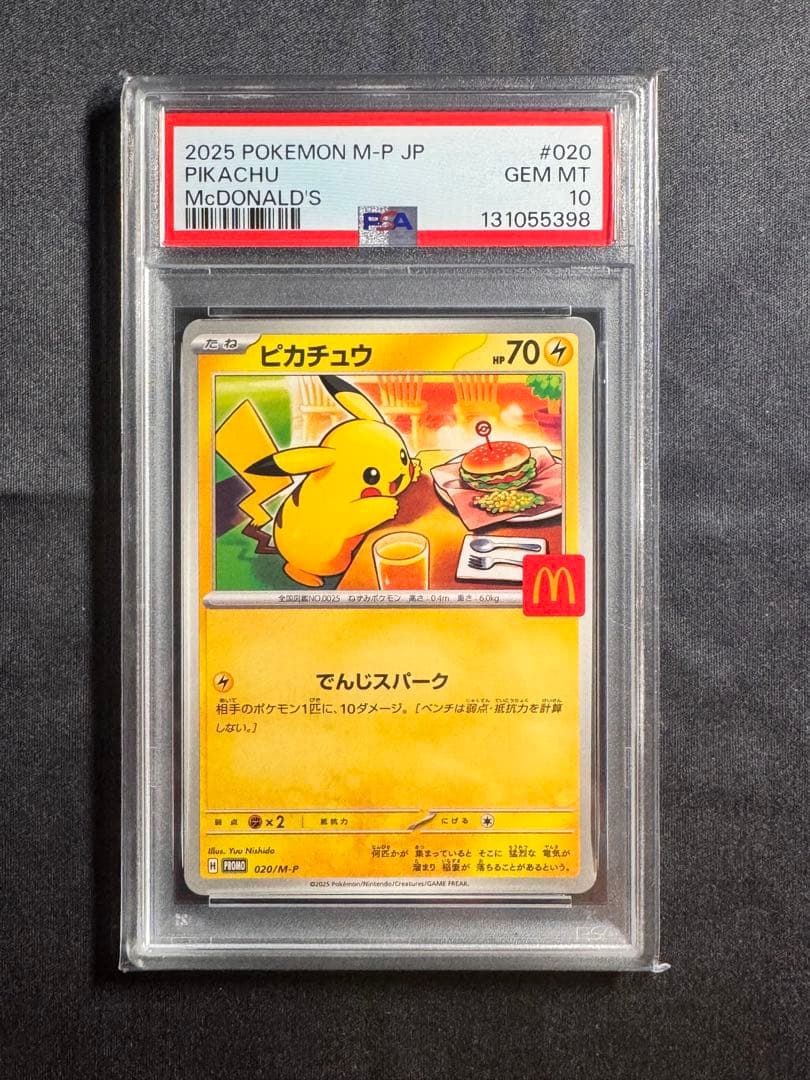 2025 POKEMON M-P JP #020
PIKACHU GEM MT
McDONALD'S 10
PSA 131055398
たね ピカチュウ HP70
全国図鑑NO.0025 ねずみポケモン 高さ:0.4m 重さ:6.0kg
M
でんじスパーク
相手のポケモン1匹に、10ダメージ。[ベンチは弱点・抵抗力を計算
しない。]
弱点 ×2 抵抗力 にげる
Illus. Yuu Nishida
何匹かが 集まっていると そこに 猛烈な 電気が
溜まり 稲妻が 落ちることがあるという。
H PROMO 020/M-P
©2025 Pokémon/Nintendo/Creatures/GAME FREAK.